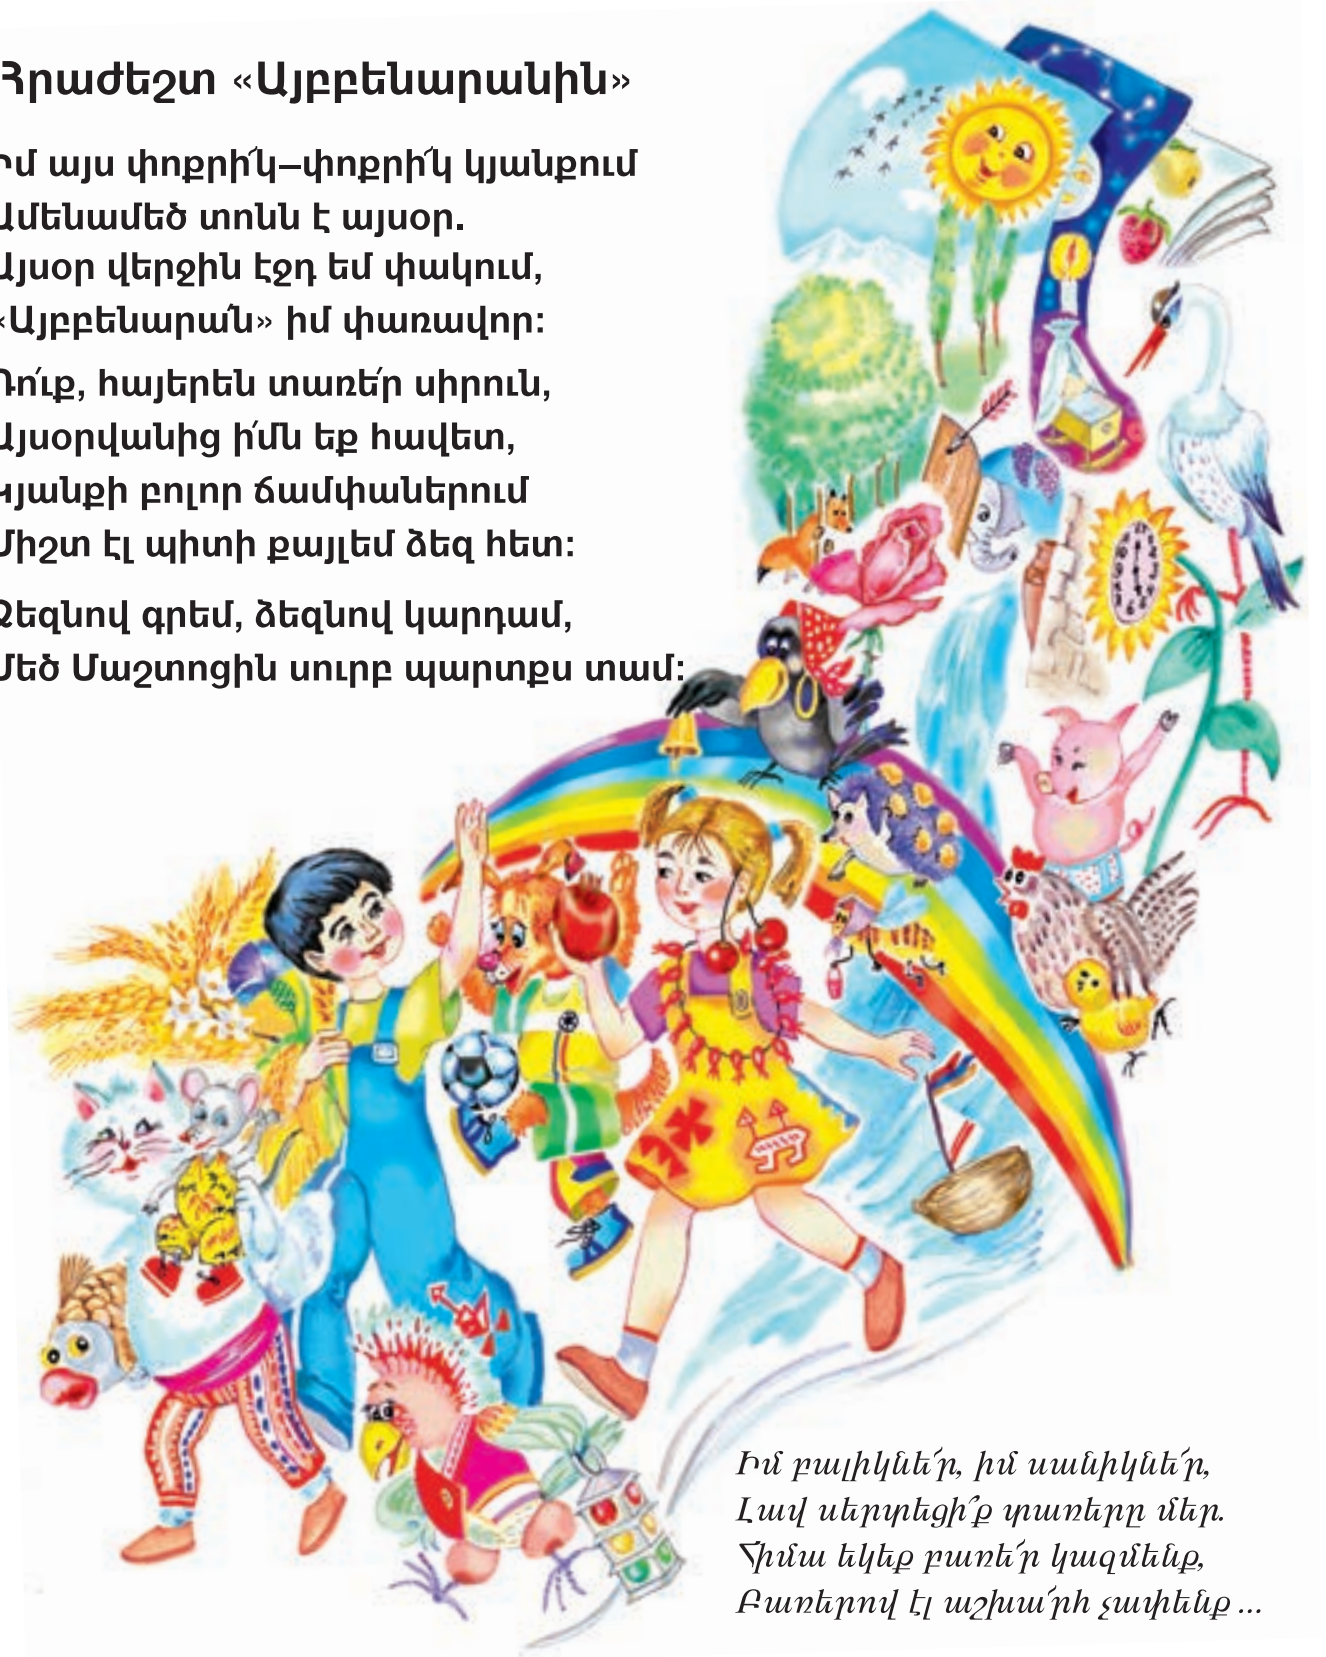 Հրաժեշտ «Այբբենարանին»
Իմ այս փոքրի՜կ–փոքրի՜կ կյանքում
Ամենամեծ տոնն է այսօր.
Այսօր վերջին էջդ եմ փակում,
«Այբբենարա՛ն» իմ փառավոր:
Դո՛ւք, հայերեն տառե՛ր սիրուն,
Այսօրվանից ի՛մն եք հավետ,
Կյանքի բոլոր ճամփաներում
Միշտ էլ պիտի քայլեմ ձեզ հետ:
Ձեզնով գրեմ, ձեզնով կարդամ,
Մեծ Մաշտոցին սուրբ պարտքս տամ:
Իմ բալիկնե՛ր, իմ սանիկնե՛ր,
Լավ սերտեցի՞ք տառերը մեր.
Հիմա եկեք բառե՛ր կազմենք,
Բառերով էլ աշխա՛րհ չափենք ...